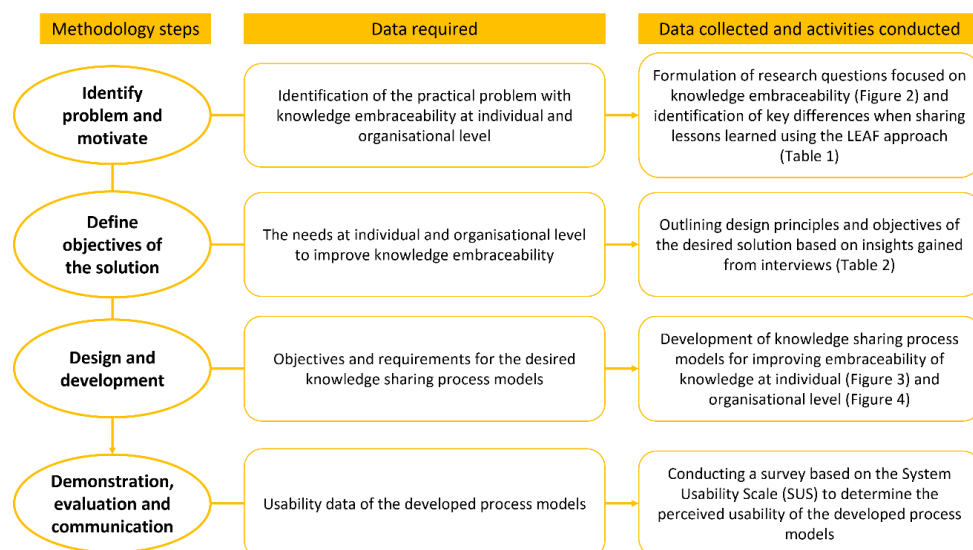 Methodology steps
Data required
Data collected and activities conducted
Identify
problem and
motivate
Identification of the practical problem with
knowledge embraceability at individual and
organisational level
Formulation of research questions focused on
knowledge embraceability (Figure 2) and
identification of key differences when sharing
lessons learned using the LEAF approach
(Table 1)
Define
objectives of
the solution
The needs at individual and organisational level
to improve knowledge embraceability
Outlining design principles and objectives of
the desired solution based on insights gained
from interviews (Table 2)
Design and
development
Objectives and requirements for the desired
knowledge sharing process models
Development of knowledge sharing process
models for improving embraceability of
knowledge at individual (Figure 3) and
organisational level (Figure 4)
Demonstration,
evaluation and
communication
Usability data of the developed process models
Conducting a survey based on the System
Usability Scale (SUS) to determine the
perceived usability of the developed process
models